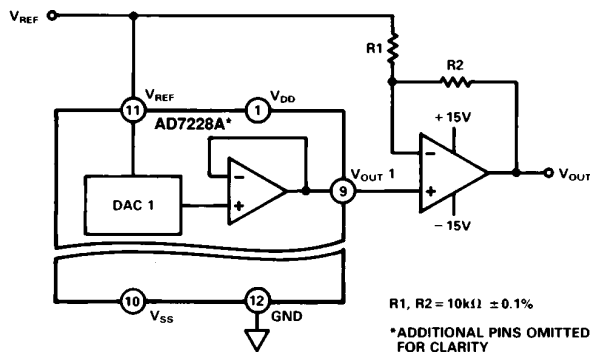 VREF
R1
R2
VREF
11
VDD
1
AD7228A*
+15V
DAC 1
VOUT 1
9
VOUT
−15V
10
VSS
12
GND
R1, R2 = 10kΩ ±0.1%
*ADDITIONAL PINS OMITTED
FOR CLARITY